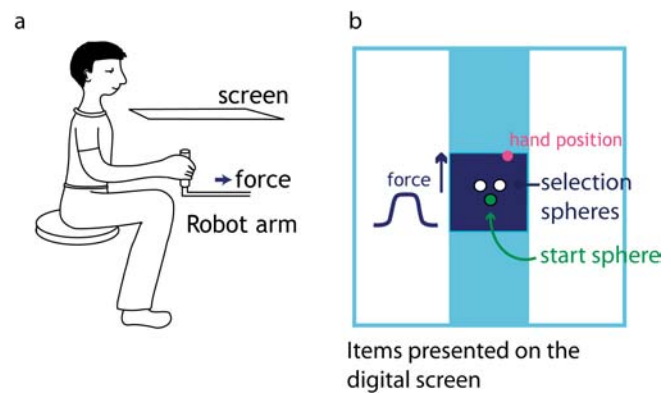 a
screen
force
Robot arm
b
hand position
force
selection
spheres
start sphere
Items presented on the
digital screen